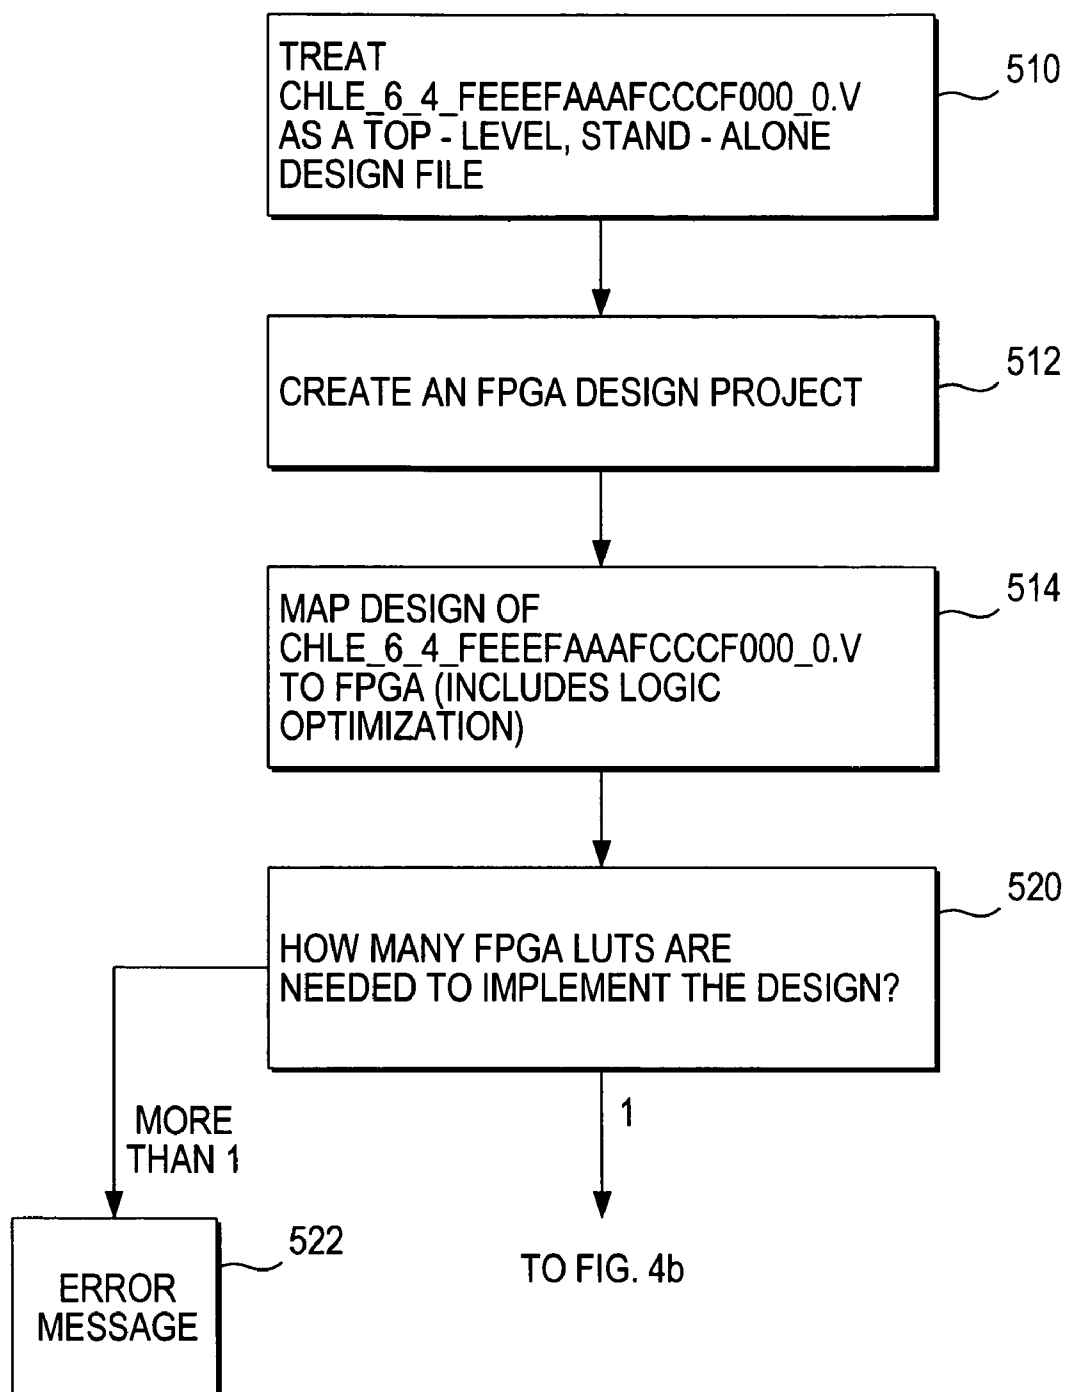 TREAT
CHLE_6_4_FEEEFAAAFCCCF000_0.V
AS A TOP - LEVEL, STAND - ALONE
DESIGN FILE
510
CREATE AN FPGA DESIGN PROJECT
512
MAP DESIGN OF
CHLE_6_4_FEEEFAAAFCCCF000_0.V
TO FPGA (INCLUDES LOGIC
OPTIMIZATION)
514
HOW MANY FPGA LUTS ARE
NEEDED TO IMPLEMENT THE DESIGN?
520
MORE
THAN 1
1
ERROR
MESSAGE
522
TO FIG. 4b